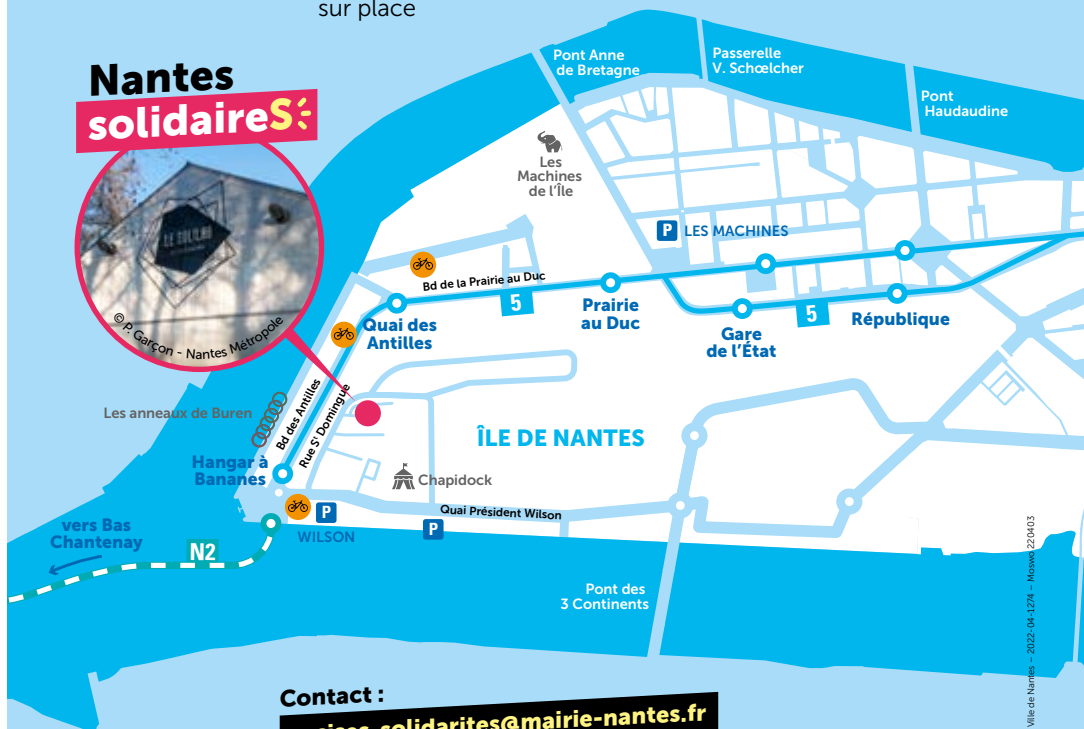 sur place
Nantes
solidaireS
LE SOLILAB
© P. Garçon - Nantes Métropole
Pont Anne
de Bretagne
Passerelle
V. Schœlcher
Pont
Haudaudine
Les
Machines
de l'Île
P LES MACHINES
Bd de la Prairie au Duc
5
Quai des
Antilles
Prairie
au Duc
5
Gare
de l'État
République
Les anneaux de Buren
Bd des Antilles
Rue St Domingue
ÎLE DE NANTES
Hangar à
Bananes
Chapidock
Quai Président Wilson
P
WILSON
P
vers Bas
Chantenay
N2
Pont des
3 Continents
Contact :
solidarites@mairie-nantes.fr
Ville de Nantes – 2022-04-1274 – Moswo 220403